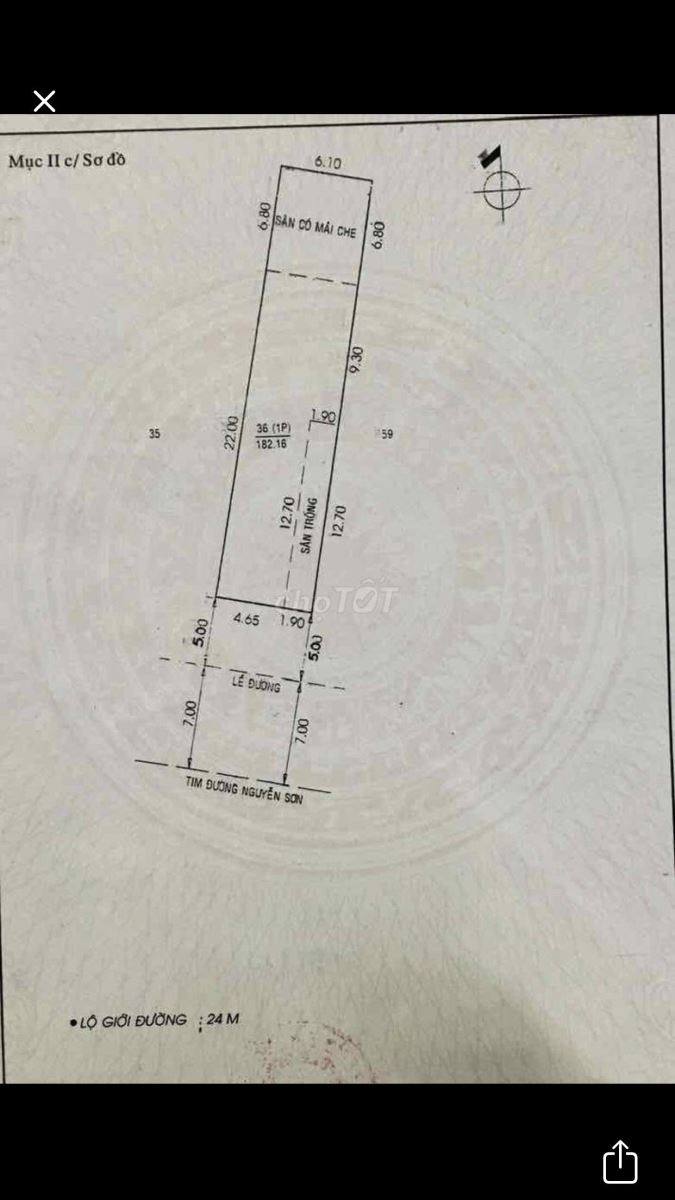 Mục II c/ Sơ đồ
6.10
6.80
SÂN CÓ MÁI CHE
6.80
9.30
1.90
22.00
36 (1P)
182.16
35
59
12.70
SÂN TRỐNG
12.70
chợTỐT
4.65
1.90
5.00
5.00
LỀ ĐƯỜNG
7.00
7.00
TIM ĐƯỜNG NGUYỄN SƠN
• LỘ GIỚI ĐƯỜNG : 24 M